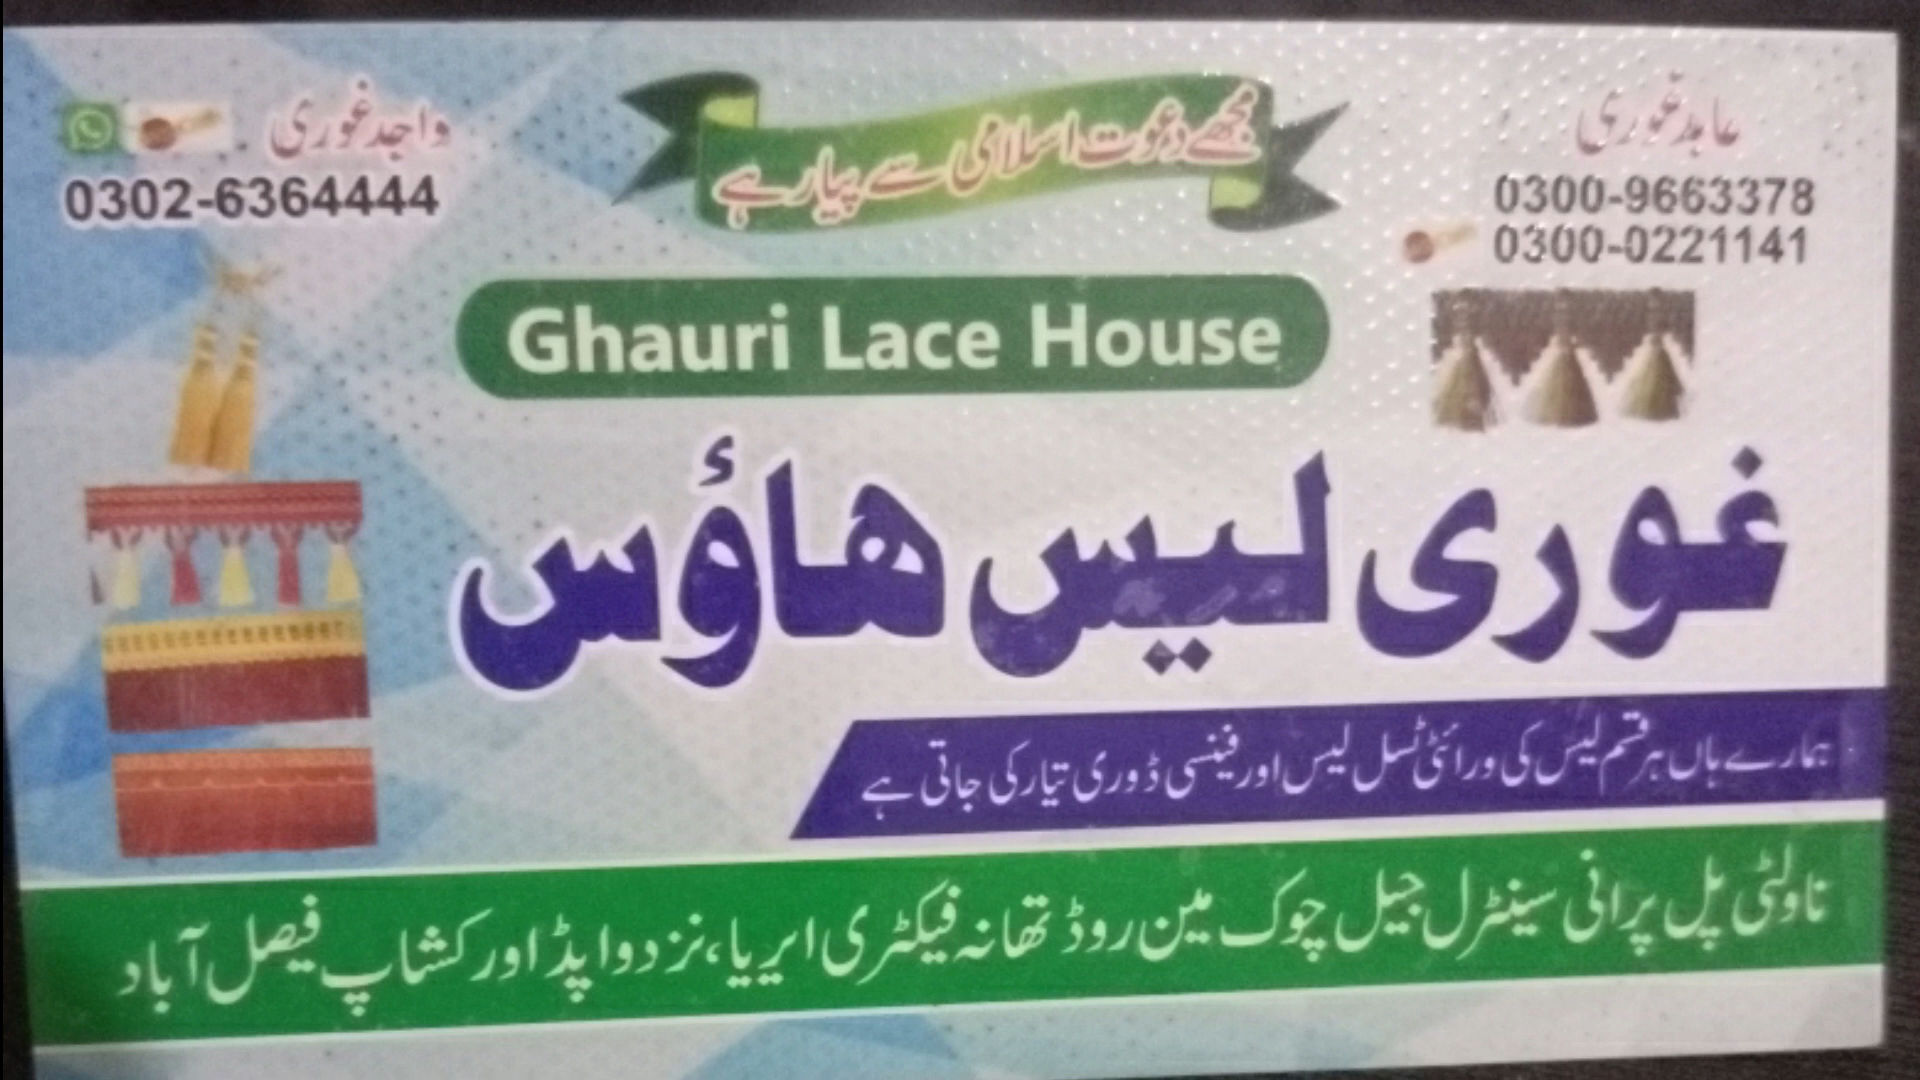 مجھے دعوت اسلامی سے پیار ہے
عابد غوری
0300-9663378
0300-0221141
واجد غوری
0302-6364444
Ghauri Lace House
غوری لیس ھاؤس
ہمارے ہاں ہر قسم لیس کی ورائٹی ٹسل لیس اور فینسی ڈوری تیار کی جاتی ہے
ناولٹی پل پرانی سینٹرل جیل چوک مین روڈ تھانہ فیکٹری ایریا، نزد واپڈا ورکشاپ فیصل آباد